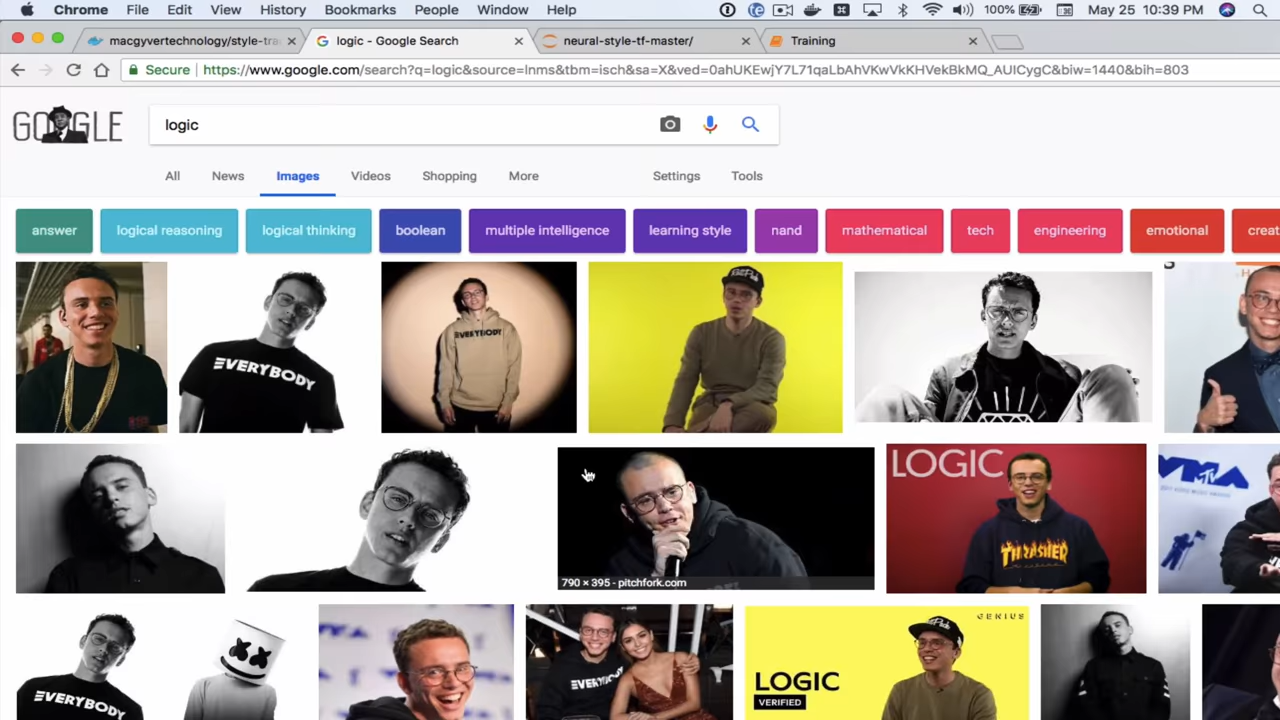 Chrome File Edit View History Bookmarks People Window Help 100% May 25 10:39 PM
macgyvertechnology/style-tra
logic - Google Search
neural-style-tf-master/
Training
Secure https://www.google.com/search?q=logic&source=lnms&tbm=isch&sa=X&ved=0ahUKEwjY7L71qaLbAhVKwVkKHVekBkMQ_AUICygC&biw=1440&bih=803
GOOGLE
logic
All News Images Videos Shopping More Settings Tools
answer logical reasoning logical thinking boolean multiple intelligence learning style nand mathematical tech engineering emotional creat
EVERYBODY
EVERYBODY
LOGIC
THRASHER
790 × 395 - pitchfork.com
MTV
EVERYBODY
EVERYBODY
GENIUS
LOGIC
VERIFIED